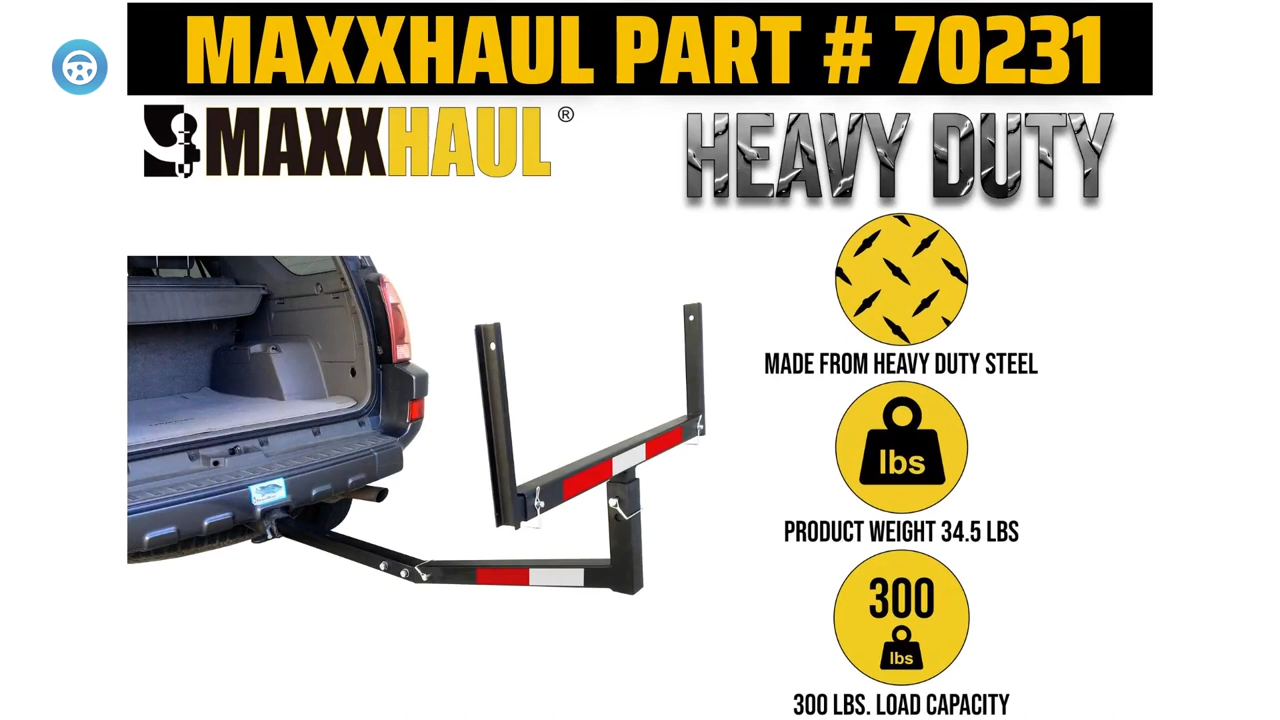 MAXXHAUL PART # 70231
MAXXHAUL®
HEAVY DUTY
MADE FROM HEAVY DUTY STEEL
lbs
PRODUCT WEIGHT 34.5 LBS
300
lbs
300 LBS. LOAD CAPACITY